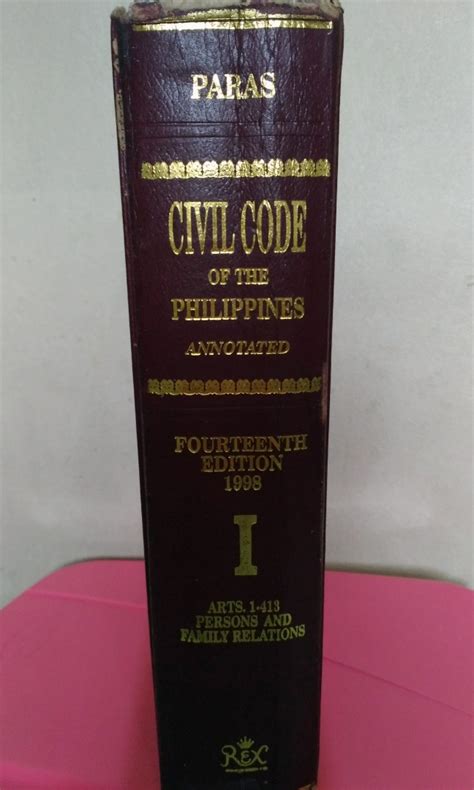 PARAS
CIVIL CODE
OF THE
PHILIPPINES
ANNOTATED
FOURTEENTH
EDITION
1998
I
ARTS. 1-413
PERSONS AND
FAMILY RELATIONS
REX